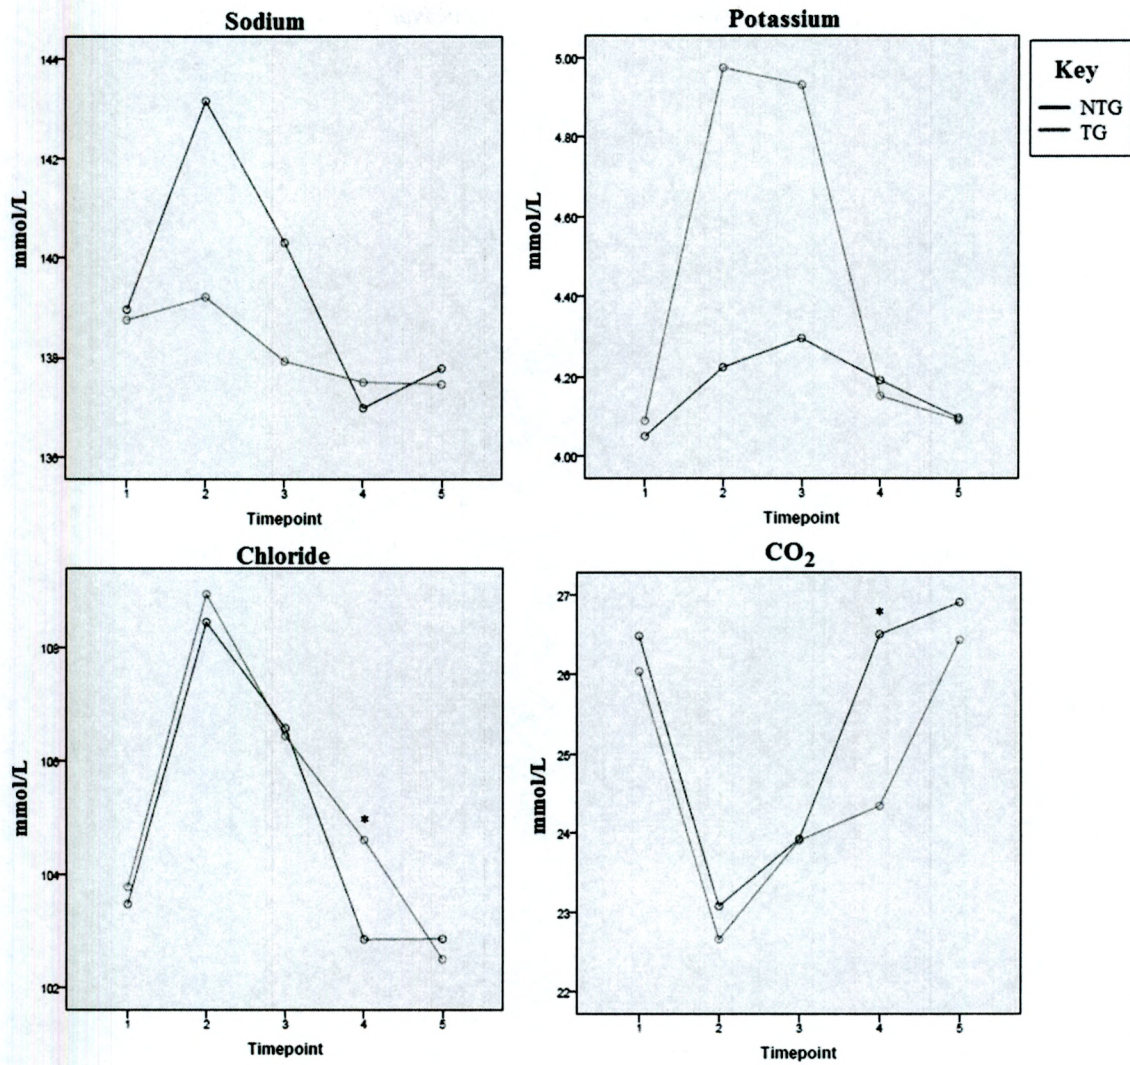 Sodium
144
142
140
138
136
mmol/L
1 2 3 4 5
Timepoint
Potassium
5.00
4.80
4.60
4.40
4.20
4.00
mmol/L
1 2 3 4 5
Timepoint
Key
NTG
TG
Chloride
108
106
104
102
mmol/L
*
1 2 3 4 5
Timepoint
CO₂
27
26
25
24
23
22
mmol/L
*
1 2 3 4 5
Timepoint